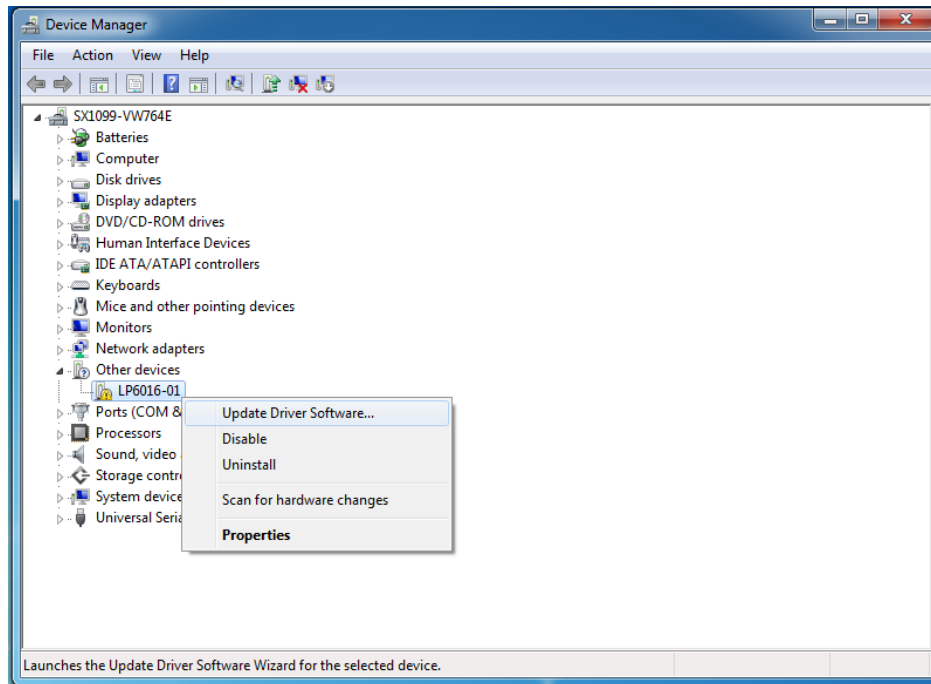 Device Manager
File Action View Help
SX1099-VW764E
Batteries
Computer
Disk drives
Display adapters
DVD/CD-ROM drives
Human Interface Devices
IDE ATA/ATAPI controllers
Keyboards
Mice and other pointing devices
Monitors
Network adapters
Other devices
LP6016-01
Ports (COM &
Processors
Sound, video
Storage contr
System device
Universal Seria
Update Driver Software...
Disable
Uninstall
Scan for hardware changes
Properties
Launches the Update Driver Software Wizard for the selected device.